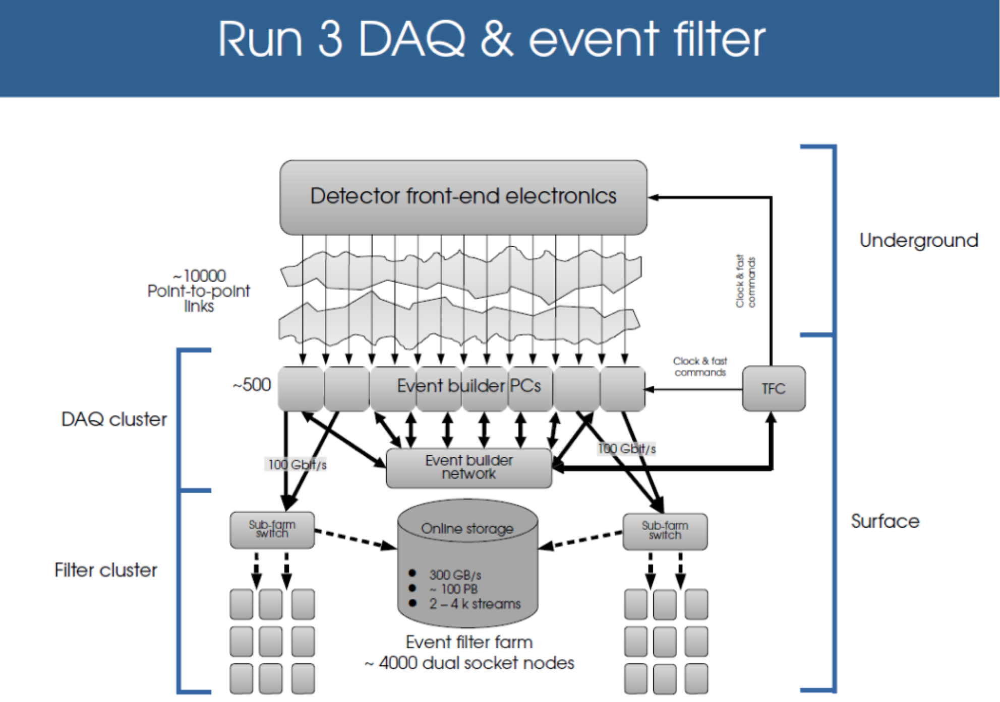 Run 3 DAQ & event filter
Detector front-end electronics
Underground
~10000
Point-to-point
links
Clock & fast
commands
Clock & fast
commands
~500
Event builder PCs
TFC
DAQ cluster
100 Gbit/s
100 Gbit/s
Event builder
network
Sub-farm
switch
Online storage
Sub-farm
switch
Surface
Filter cluster
● 300 GB/s
● ~ 100 PB
● 2 – 4 k streams
Event filter farm
~ 4000 dual socket nodes